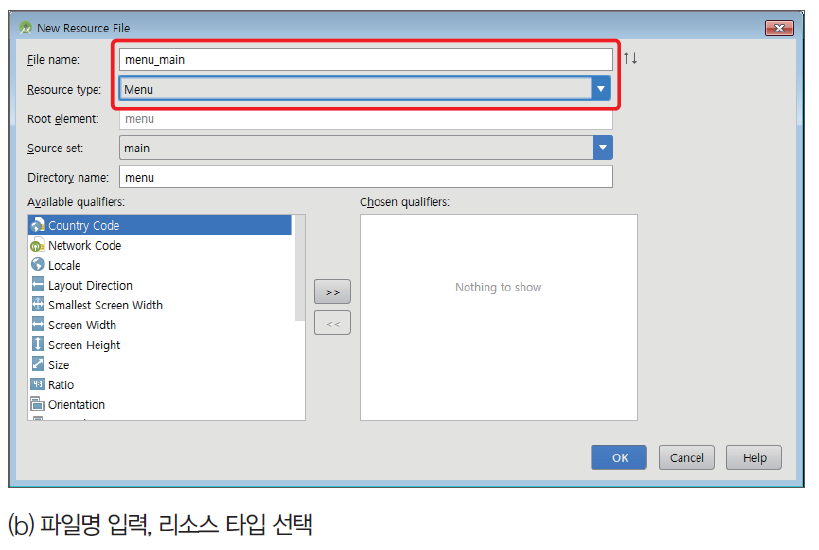 New Resource File
File name: menu_main
Resource type: Menu
Root element: menu
Source set: main
Directory name: menu
Available qualifiers:
Chosen qualifiers:
Country Code
Network Code
Locale
Layout Direction
Smallest Screen Width
Screen Width
Screen Height
Size
4:3 Ratio
Orientation
>>
<<
Nothing to show
OK Cancel Help
(b) 파일명 입력, 리소스 타입 선택